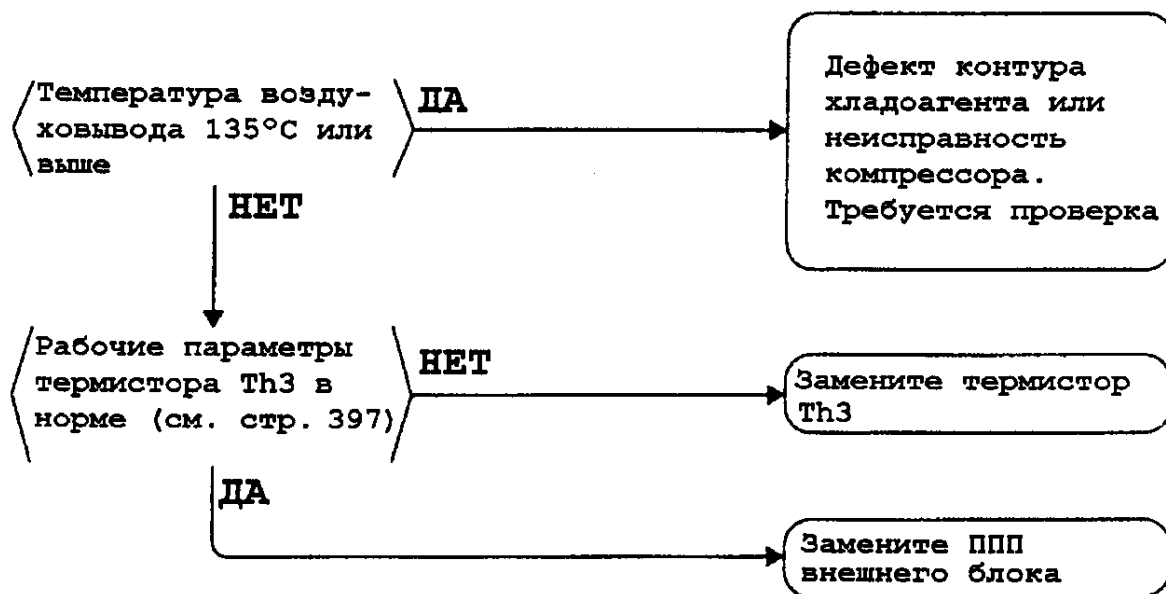 Температура возду-
ховывода 135°C или
выше
ДА
Дефект контура
хладоагента или
неисправность
компрессора.
Требуется проверка
НЕТ
Рабочие параметры
термистора Th3 в
норме (см. стр. 397)
НЕТ
Замените термистор
Th3
ДА
Замените ППП
внешнего блока